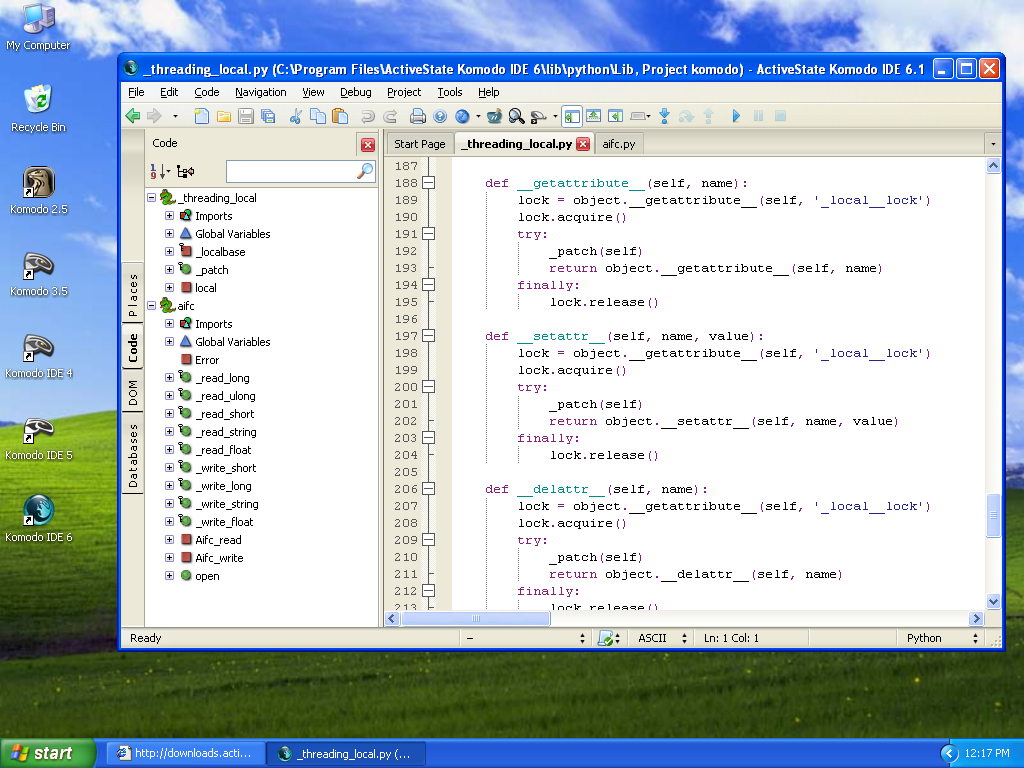 My Computer
Recycle Bin
Komodo 2.5
Komodo 3.5
Komodo IDE 4
Komodo IDE 5
Komodo IDE 6
_threading_local.py (C:\Program Files\ActiveState Komodo IDE 6\lib\python\Lib, Project komodo) - ActiveState Komodo IDE 6.1
File Edit Code Navigation View Debug Project Tools Help
Places
Code
DOM
Databases
Code
_threading_local
Imports
Global Variables
_localbase
_patch
local
aifc
Imports
Global Variables
Error
_read_long
_read_ulong
_read_short
_read_string
_read_float
_write_short
_write_long
_write_string
_write_float
Aifc_read
Aifc_write
open
Start Page _threading_local.py aifc.py
187
188 def __getattribute__(self, name):
189 lock = object.__getattribute__(self, '_local__lock')
190 lock.acquire()
191 try:
192 _patch(self)
193 return object.__getattribute__(self, name)
194 finally:
195 lock.release()
196
197 def __setattr__(self, name, value):
198 lock = object.__getattribute__(self, '_local__lock')
199 lock.acquire()
200 try:
201 _patch(self)
202 return object.__setattr__(self, name, value)
203 finally:
204 lock.release()
205
206 def __delattr__(self, name):
207 lock = object.__getattribute__(self, '_local__lock')
208 lock.acquire()
209 try:
210 _patch(self)
211 return object.__delattr__(self, name)
212 finally:
213 lock.release()
Ready – ASCII Ln: 1 Col: 1 Python
start http://downloads.acti... _threading_local.py (... 12:17 PM